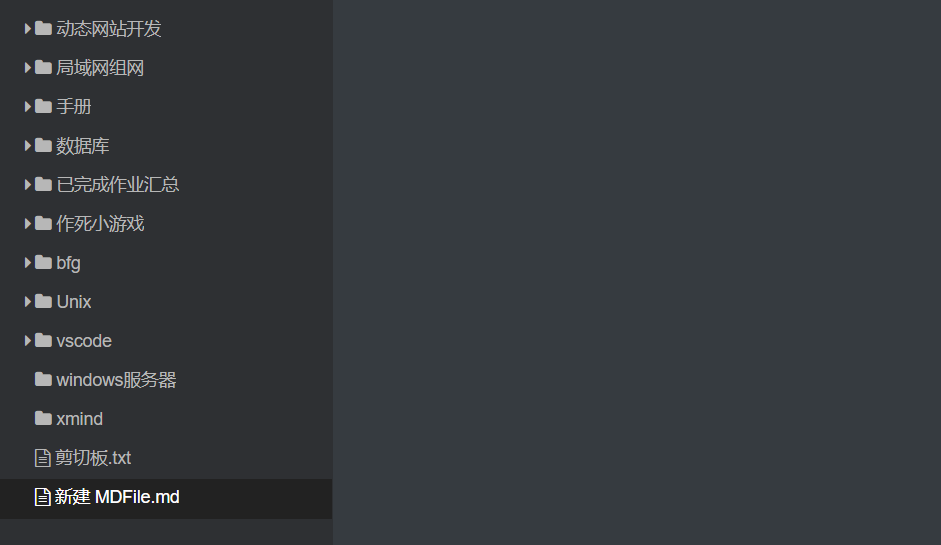 动态网站开发
局域网组网
手册
数据库
已完成作业汇总
作死小游戏
bfg
Unix
vscode
windows服务器
xmind
剪切板.txt
新建 MDFile.md